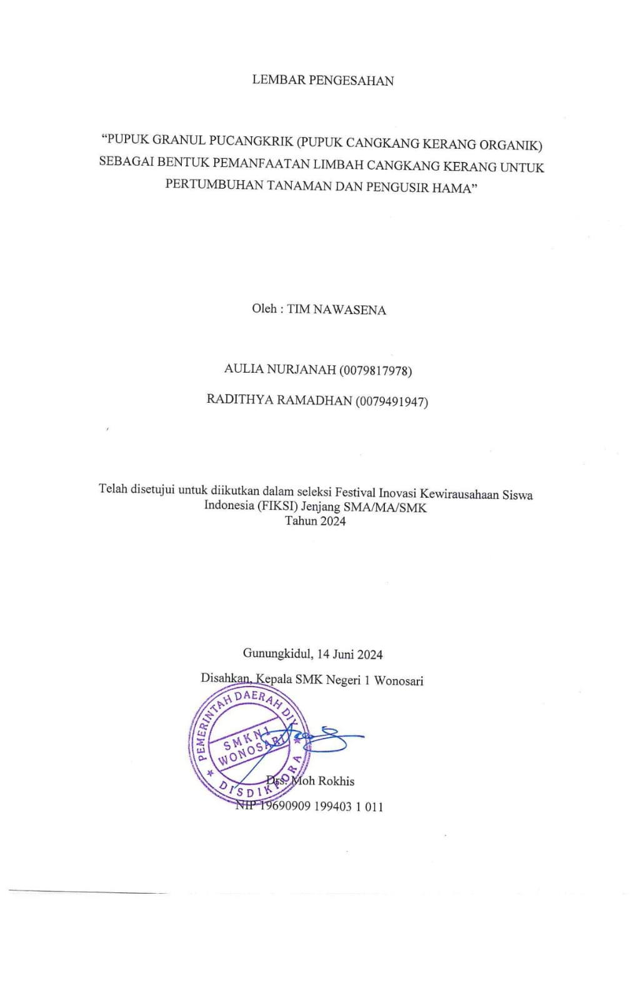 LEMBAR PENGESAHAN
“PUPUK GRANUL PUCANGKRIK (PUPUK CANGKANG KERANG ORGANIK)
SEBAGAI BENTUK PEMANFAATAN LIMBAH CANGKANG KERANG UNTUK
PERTUMBUHAN TANAMAN DAN PENGUSIR HAMA”
Oleh : TIM NAWASENA
AULIA NURJANAH (0079817978)
RADITHYA RAMADHAN (0079491947)
Telah disetujui untuk diikutkan dalam seleksi Festival Inovasi Kewirausahaan Siswa
Indonesia (FIKSI) Jenjang SMA/MA/SMK
Tahun 2024
Gunungkidul, 14 Juni 2024
Disahkan, Kepala SMK Negeri 1 Wonosari
PEMERINTAH DAERAH DIY
SMKN1
WONOSARI
DISDIKPORA
Drs. Moh Rokhis
NIP 19690909 199403 1 011